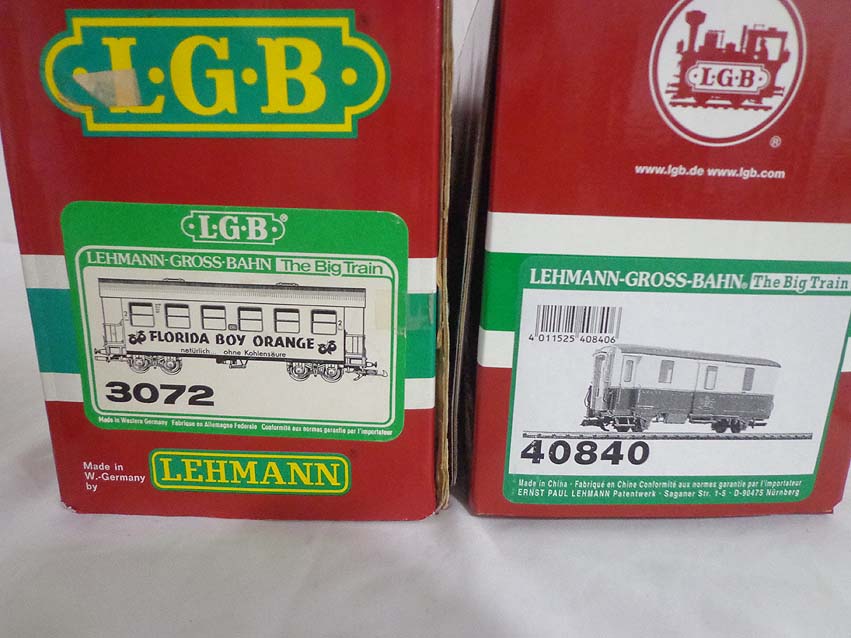 L·G·B
L·G·B®
LEHMANN-GROSS-BAHN The Big Train
2
2
FLORIDA BOY ORANGE
natürlich... ohne Kohlensäure
3072
Made in Western Germany Fabriqué en Allemagne Federale Conformité aux normes garantie par l'importateur
Made in
W.-Germany
by
LEHMANN
L·G·B
®
www.lgb.de www.lgb.com
LEHMANN-GROSS-BAHN® The Big Train
4 011525 408406
40840
Made in China · Fabriqué en Chine Conformité aux normes garantie par l'importateur
ERNST PAUL LEHMANN Patentwerk · Saganer Str. 1-5 · D-90475 Nürnberg